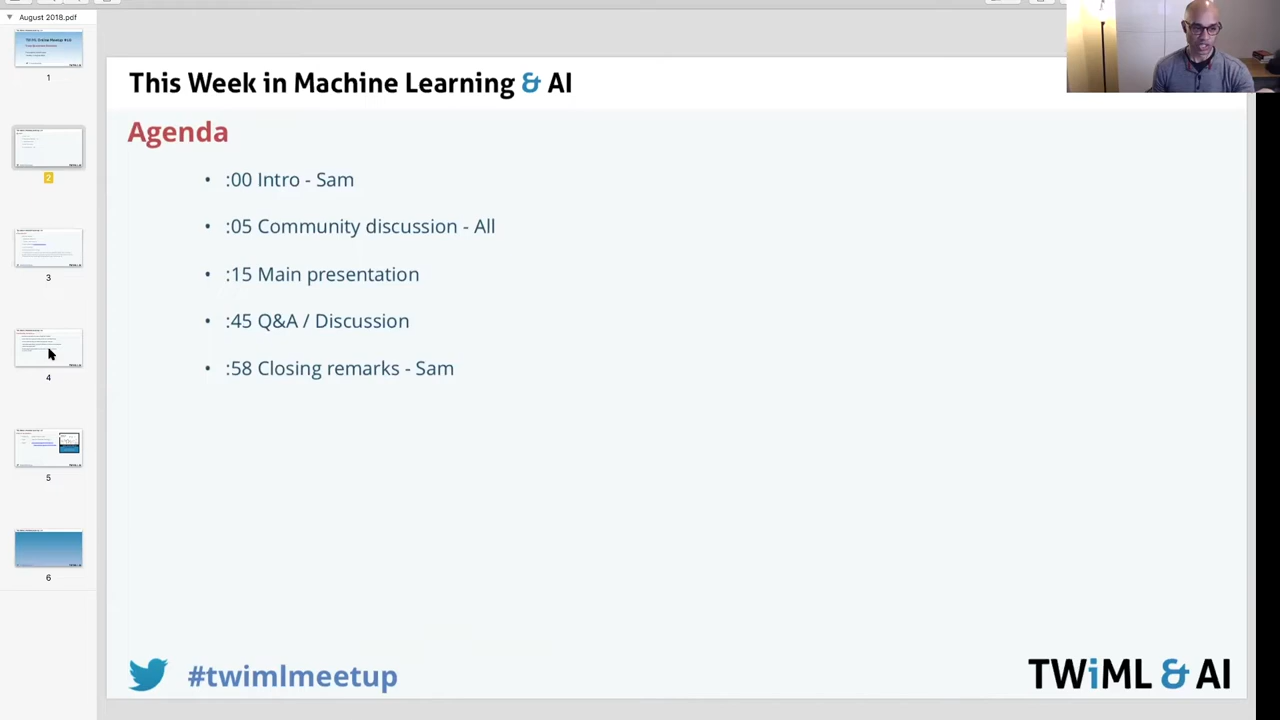 August 2018.pdf
1
2
3
4
5
6
This Week in Machine Learning & AI
Agenda
• :00 Intro - Sam
• :05 Community discussion - All
• :15 Main presentation
• :45 Q&A / Discussion
• :58 Closing remarks - Sam
#twimlmeetup
TWiML & AI